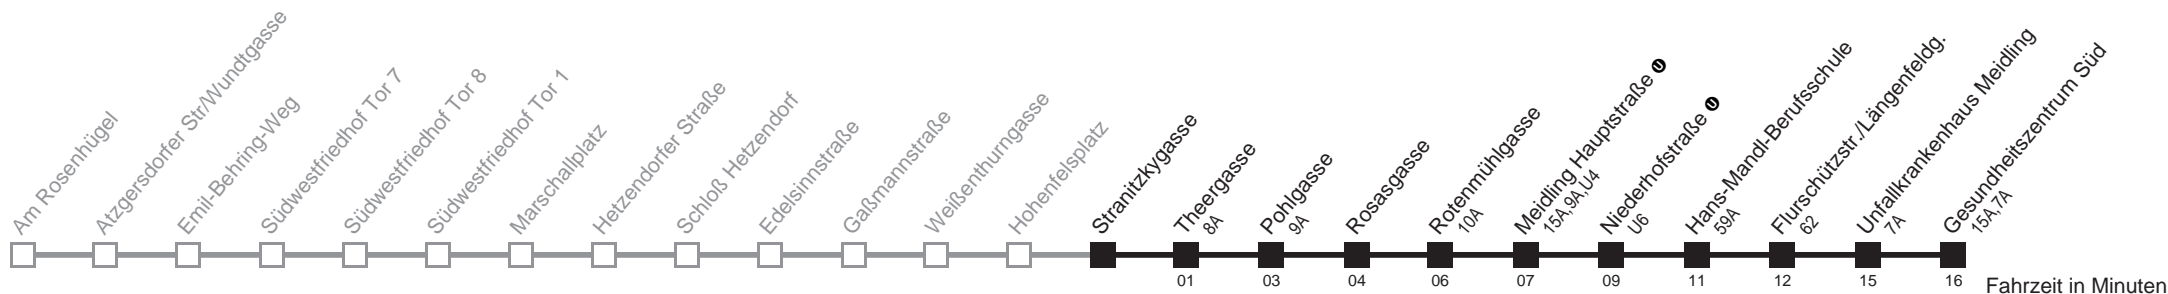 Am Rosenhügel
Atzgersdorfer Str/Wundtgasse
Emil-Behring-Weg
Südwestfriedhof Tor 7
Südwestfriedhof Tor 8
Südwestfriedhof Tor 1
Marschallplatz
Hetzendorfer Straße
Schloß Hetzendorf
Edelsinnstraße
Gaßmannstraße
Weißenthurngasse
Hohenfelsplatz
Stranitzkygasse
Theergasse
8A
Pohlgasse
9A
Rosasgasse
Rotenmühlgasse
10A
Meidling Hauptstraße U
15A,9A,U4
Niederhofstraße U
U6
Hans-Mandl-Berufsschule
59A
Flurschützstr./Längenfeldg.
62
Unfallkrankenhaus Meidling
7A
Gesundheitszentrum Süd
15A,7A
01 03 04 06 07 09 11 12 15 16 Fahrzeit in Minuten